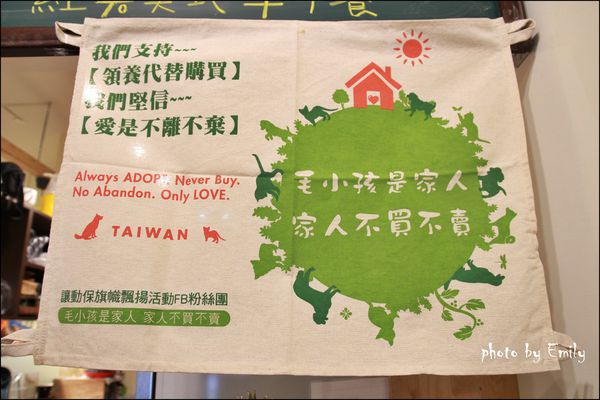 我們支持~~~
【領養代替購買】
我們堅信~~~
【愛是不離不棄】
Always ADOPT. Never Buy.
No Abandon. Only LOVE.
TAIWAN
讓動保旗幟飄揚活動FB粉絲團
毛小孩是家人 家人不買不賣
毛小孩是家人
家人不買不賣
photo by Emily